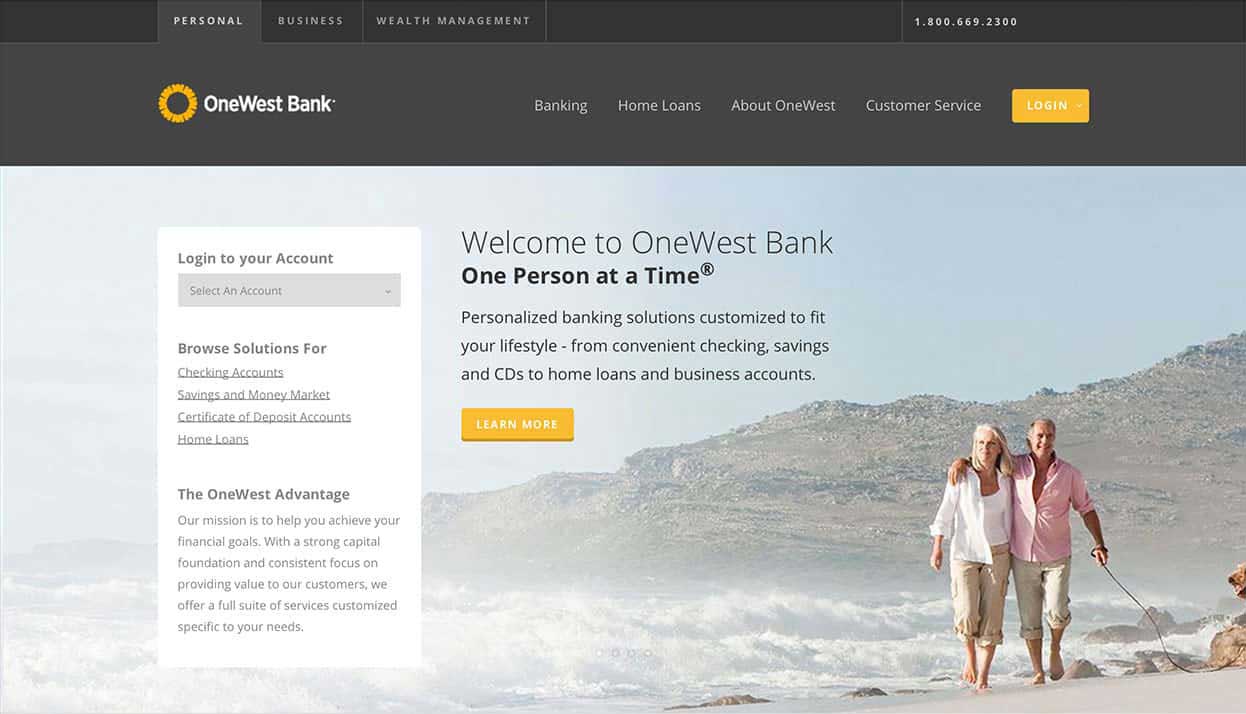 PERSONAL
BUSINESS
WEALTH MANAGEMENT
1.800.669.2300
OneWest Bank
Banking
Home Loans
About OneWest
Customer Service
LOGIN
Login to your Account
Select An Account
Browse Solutions For
Checking Accounts
Savings and Money Market
Certificate of Deposit Accounts
Home Loans
The OneWest Advantage
Our mission is to help you achieve your
financial goals. With a strong capital
foundation and consistent focus on
providing value to our customers, we
offer a full suite of services customized
specific to your needs.
Welcome to OneWest Bank
One Person at a Time®
Personalized banking solutions customized to fit
your lifestyle - from convenient checking, savings
and CDs to home loans and business accounts.
LEARN MORE